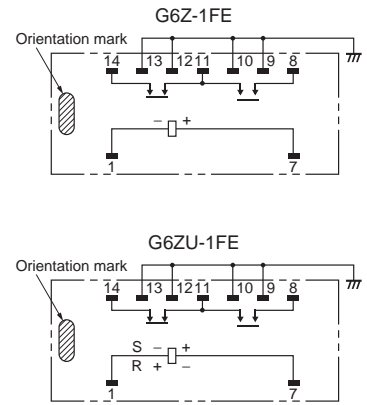 G6Z-1FE
Orientation mark
14 13 12 11 10 9 8
− +
1 7
G6ZU-1FE
Orientation mark
14 13 12 11 10 9 8
S − +
R + −
1 7